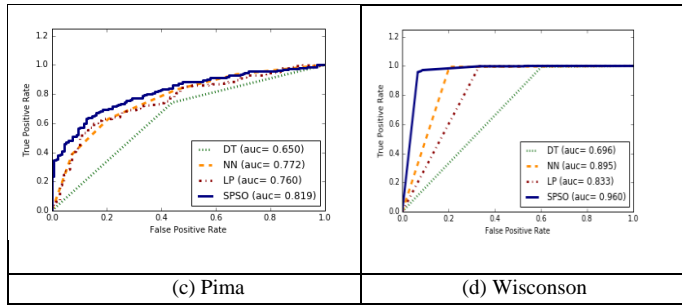 1.2
1.0
0.8
0.6
0.4
0.2
0.0
True Positive Rate
DT (auc= 0.650)
NN (auc= 0.772)
LP (auc= 0.760)
SPSO (auc= 0.819)
0.0 0.2 0.4 0.6 0.8 1.0
False Positive Rate
(c) Pima
1.2
1.0
0.8
0.6
0.4
0.2
0.0
True Positive Rate
DT (auc= 0.696)
NN (auc= 0.895)
LP (auc= 0.833)
SPSO (auc= 0.960)
0.0 0.2 0.4 0.6 0.8 1.0
False Positive Rate
(d) Wisconson